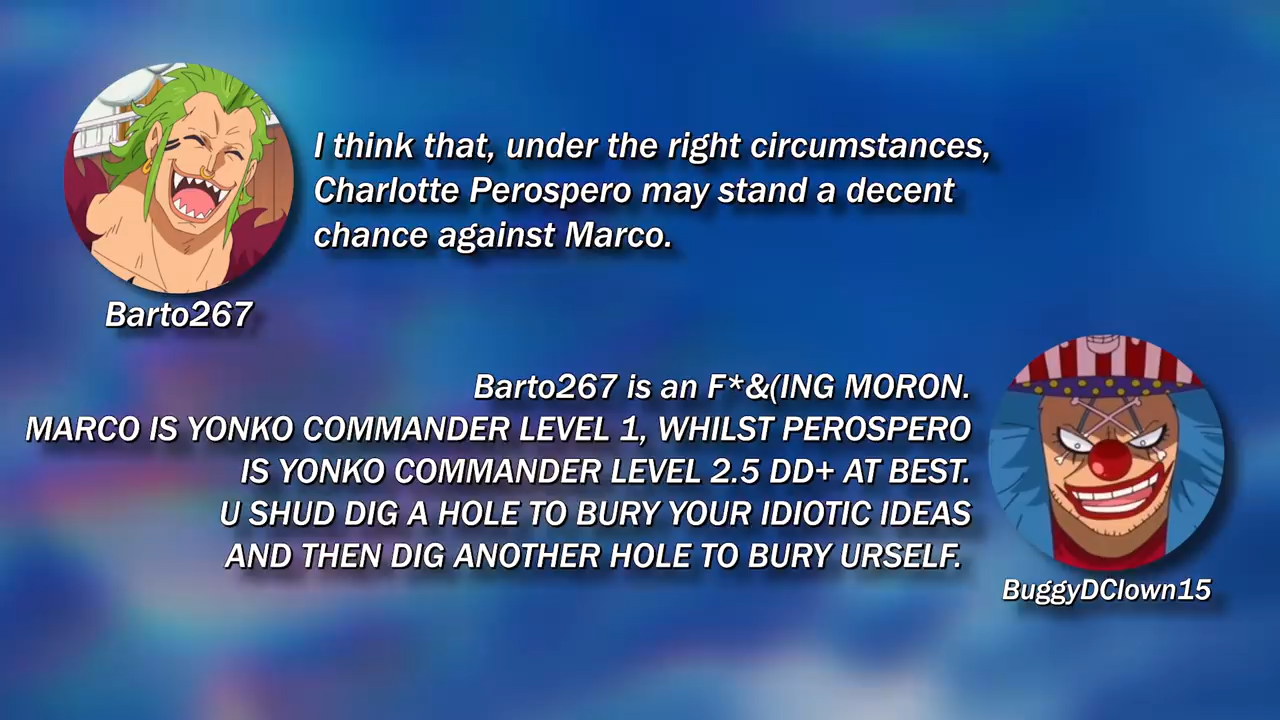 I think that, under the right circumstances,
Charlotte Perospero may stand a decent
chance against Marco.
Barto267
Barto267 is an F*&(ING MORON.
MARCO IS YONKO COMMANDER LEVEL 1, WHILST PEROSPERO
IS YONKO COMMANDER LEVEL 2.5 DD+ AT BEST.
U SHUD DIG A HOLE TO BURY YOUR IDIOTIC IDEAS
AND THEN DIG ANOTHER HOLE TO BURY URSELF.
BuggyDClown15